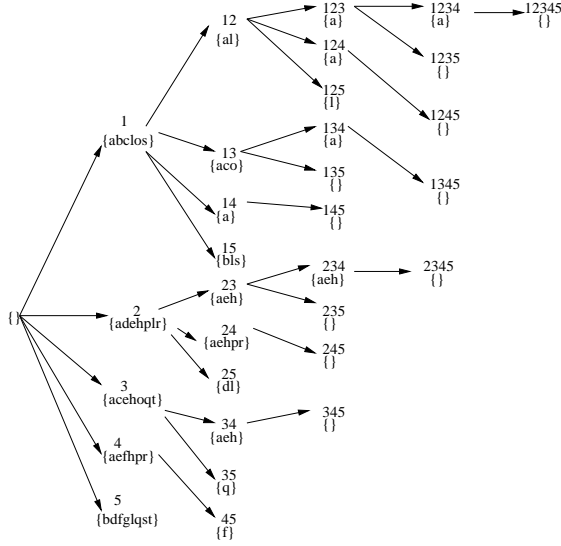 12
{al}
123
{a}
1234
{a}
12345
{}
124
{a}
1235
{}
125
{l}
1245
{}
1
{abclos}
13
{aco}
134
{a}
135
{}
1345
{}
14
{a}
145
{}
15
{bls}
{}
2
{adehplr}
23
{aeh}
234
{aeh}
2345
{}
235
{}
24
{aehpr}
245
{}
25
{dl}
3
{acehoqt}
34
{aeh}
345
{}
4
{aefhpr}
35
{q}
5
{bdfglqst}
45
{f}